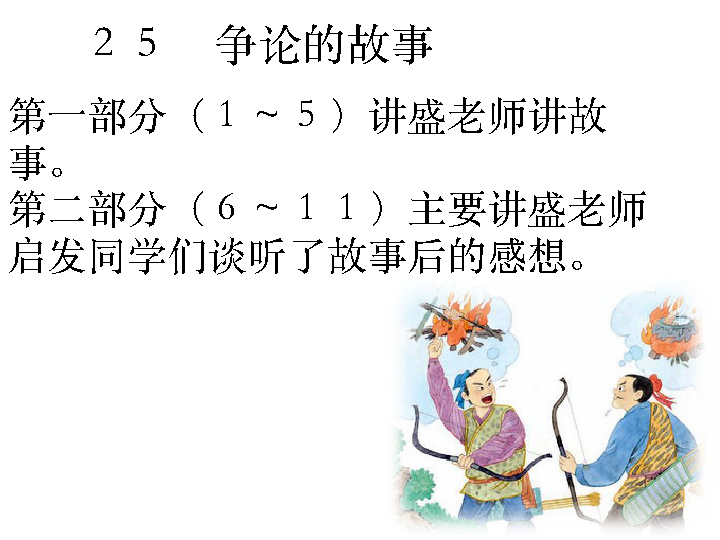 ２５　争论的故事
第一部分（１～５）讲盛老师讲故
事。
第二部分（６～１１）主要讲盛老师
启发同学们谈听了故事后的感想。